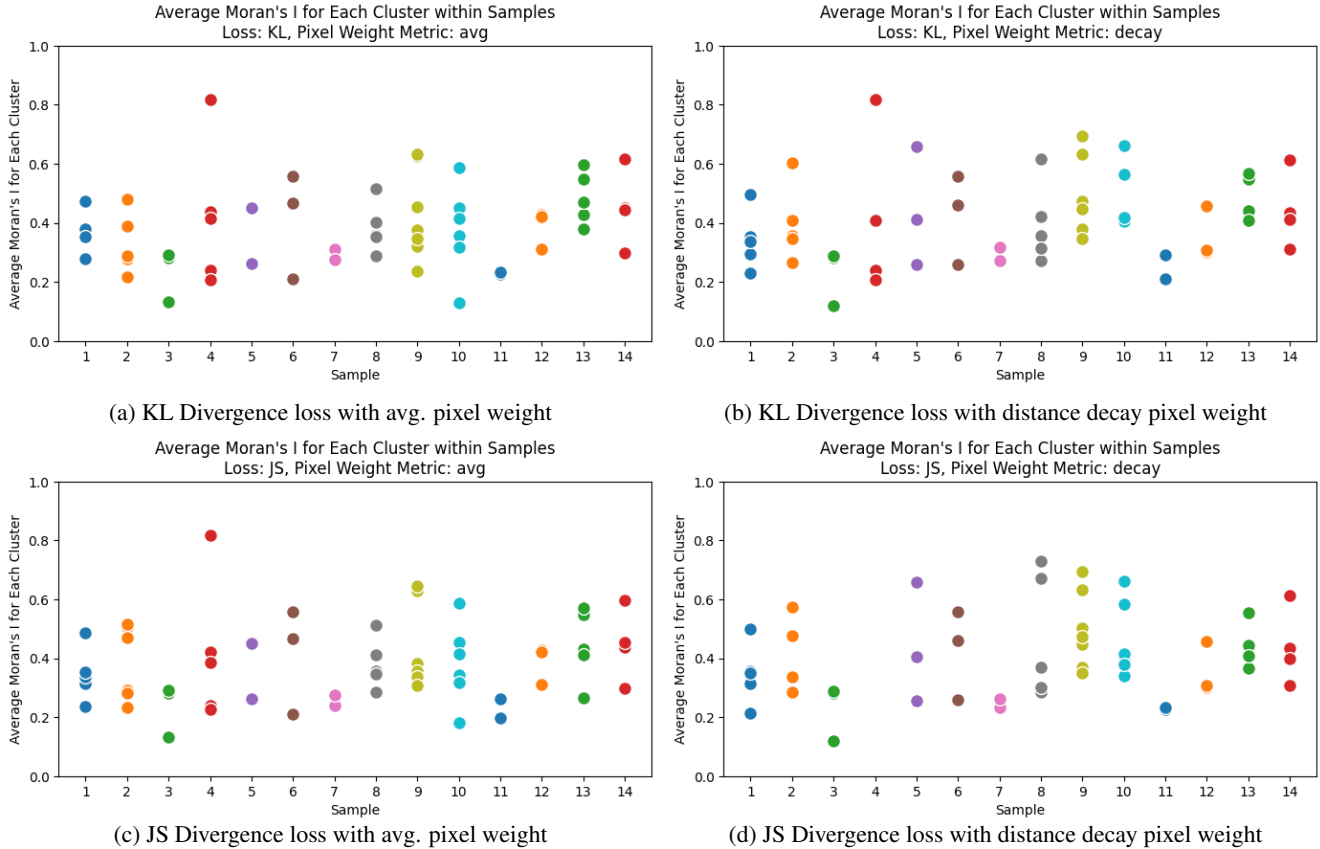 Average Moran's I for Each Cluster within Samples
Loss: KL, Pixel Weight Metric: avg
Average Moran's I for Each Cluster
1.0
0.8
0.6
0.4
0.2
0.0
1 2 3 4 5 6 7 8 9 10 11 12 13 14
Sample
(a) KL Divergence loss with avg. pixel weight
Average Moran's I for Each Cluster within Samples
Loss: KL, Pixel Weight Metric: decay
Average Moran's I for Each Cluster
1.0
0.8
0.6
0.4
0.2
0.0
1 2 3 4 5 6 7 8 9 10 11 12 13 14
Sample
(b) KL Divergence loss with distance decay pixel weight
Average Moran's I for Each Cluster within Samples
Loss: JS, Pixel Weight Metric: avg
Average Moran's I for Each Cluster
1.0
0.8
0.6
0.4
0.2
0.0
1 2 3 4 5 6 7 8 9 10 11 12 13 14
Sample
(c) JS Divergence loss with avg. pixel weight
Average Moran's I for Each Cluster within Samples
Loss: JS, Pixel Weight Metric: decay
Average Moran's I for Each Cluster
1.0
0.8
0.6
0.4
0.2
0.0
1 2 3 4 5 6 7 8 9 10 11 12 13 14
Sample
(d) JS Divergence loss with distance decay pixel weight